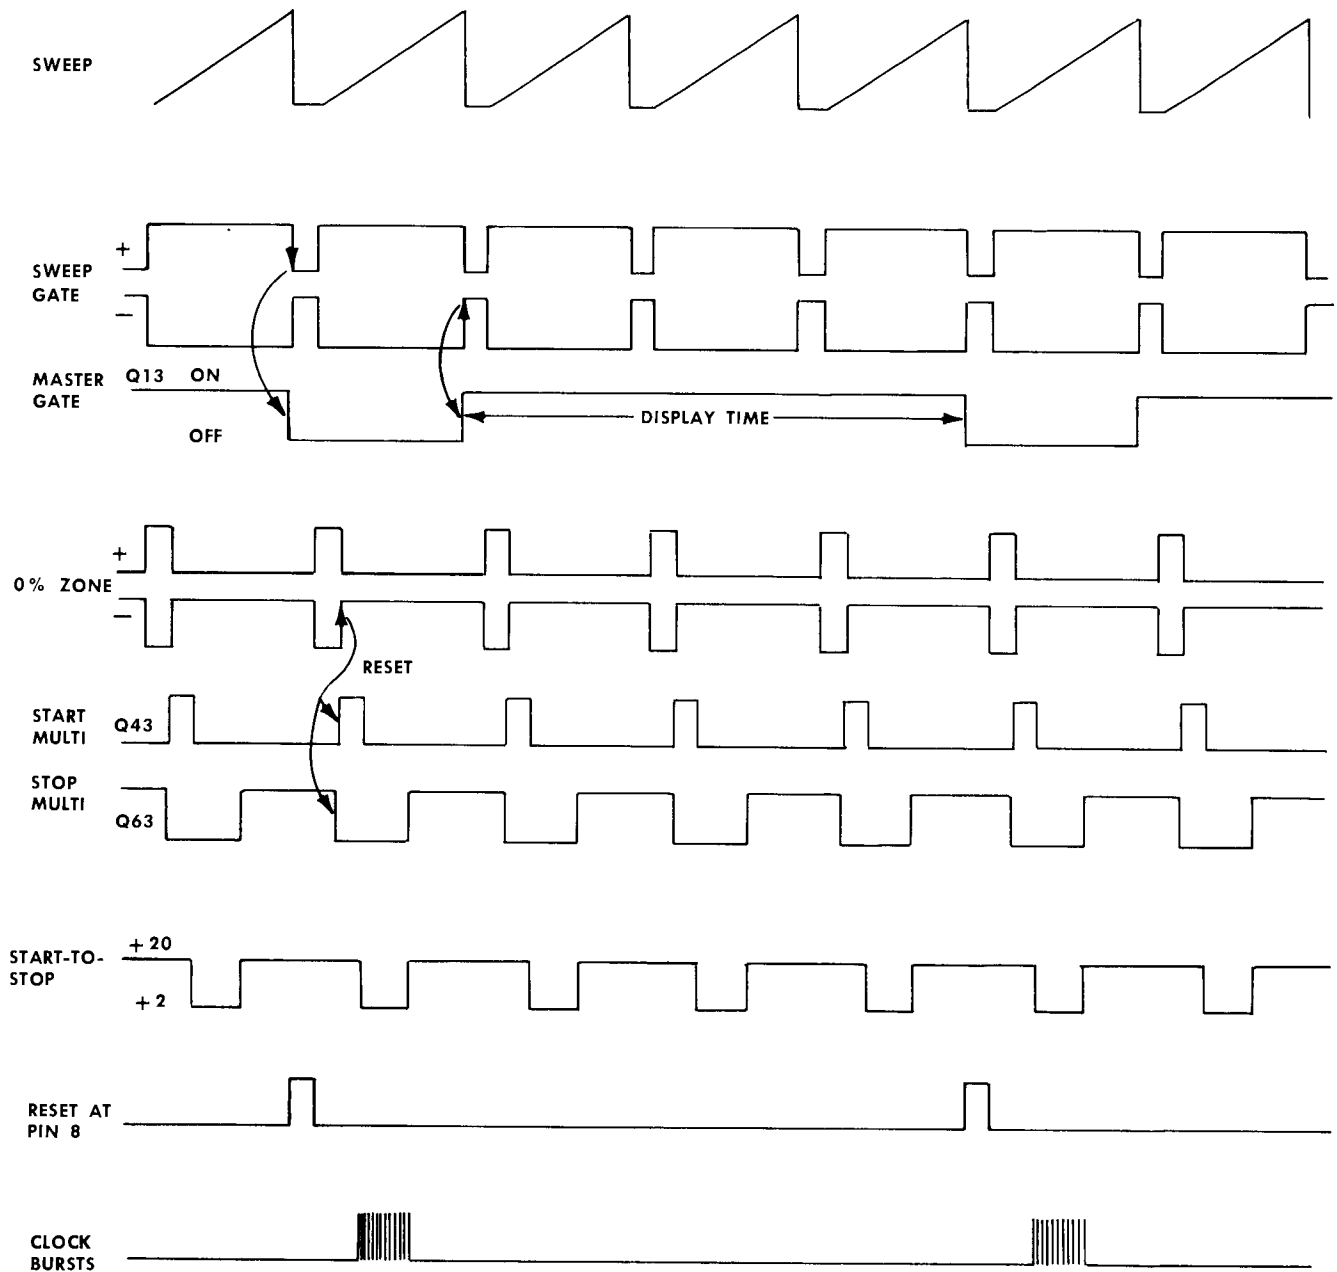 SWEEP
+
SWEEP
GATE
−
MASTER
GATE
Q13 ON
OFF
DISPLAY TIME
+
0% ZONE
−
RESET
START
MULTI
Q43
STOP
MULTI
Q63
+20
START-TO-
STOP
+2
RESET AT
PIN 8
CLOCK
BURSTS